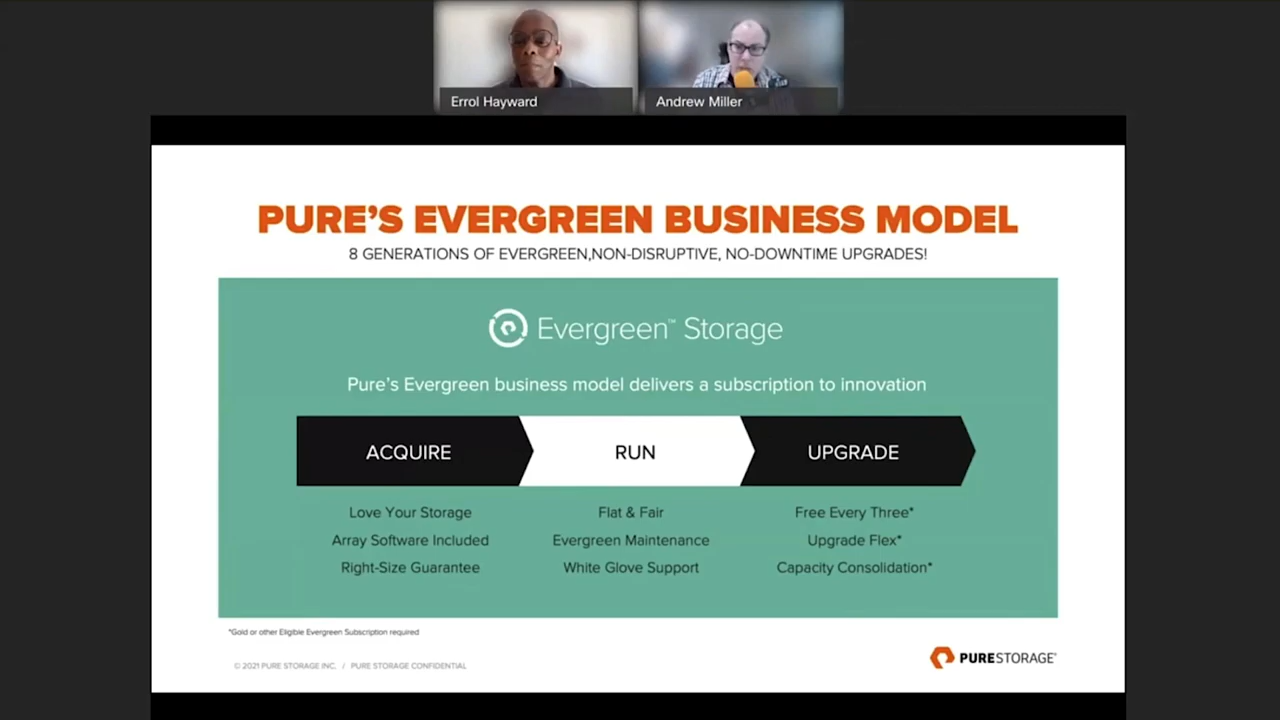 Errol Hayward
Andrew Miller
PURE'S EVERGREEN BUSINESS MODEL
8 GENERATIONS OF EVERGREEN,NON-DISRUPTIVE, NO-DOWNTIME UPGRADES!
Evergreen™ Storage
Pure's Evergreen business model delivers a subscription to innovation
ACQUIRE
RUN
UPGRADE
Love Your Storage
Flat & Fair
Free Every Three*
Array Software Included
Evergreen Maintenance
Upgrade Flex*
Right-Size Guarantee
White Glove Support
Capacity Consolidation*
*Gold or other Eligible Evergreen Subscription required
© 2021 PURE STORAGE INC. / PURE STORAGE CONFIDENTIAL
PURESTORAGE®